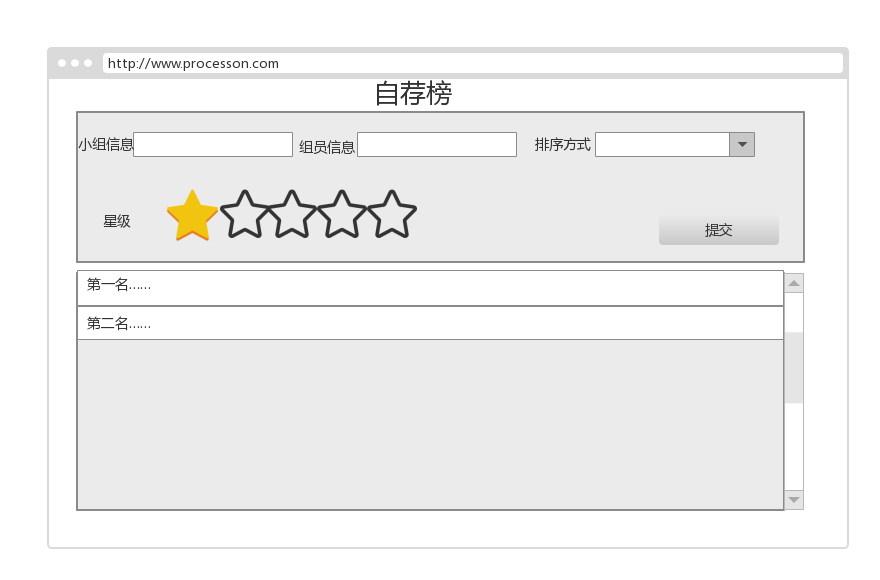 http://www.processon.com
自荐榜
小组信息 组员信息 排序方式
星级
提交
第一名......
第二名......